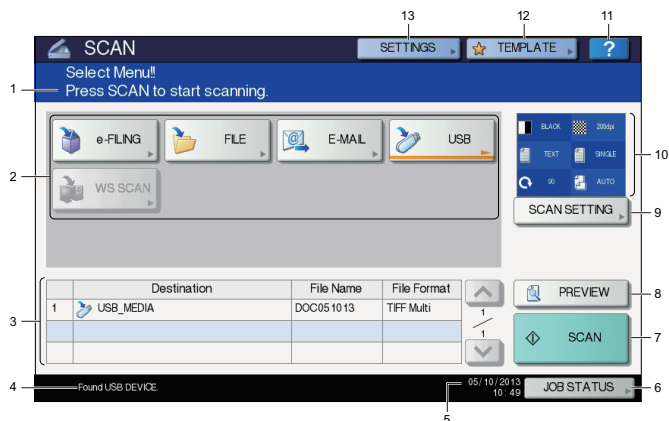 13
12
11
SCAN
SETTINGS
TEMPLATE
?
Select Menu!!
1
Press SCAN to start scanning.
e-FILING
FILE
E-MAIL
USB
BLACK
200dpi
TEXT
SINGLE
10
2
90
AUTO
WS SCAN
SCAN SETTING
9
Destination
File Name
File Format
PREVIEW
8
1
USB_MEDIA
DOC051013
TIFF Multi
1
1
3
SCAN
7
4
Found USB DEVICE.
05/10/2013
10:49
JOB STATUS
6
5